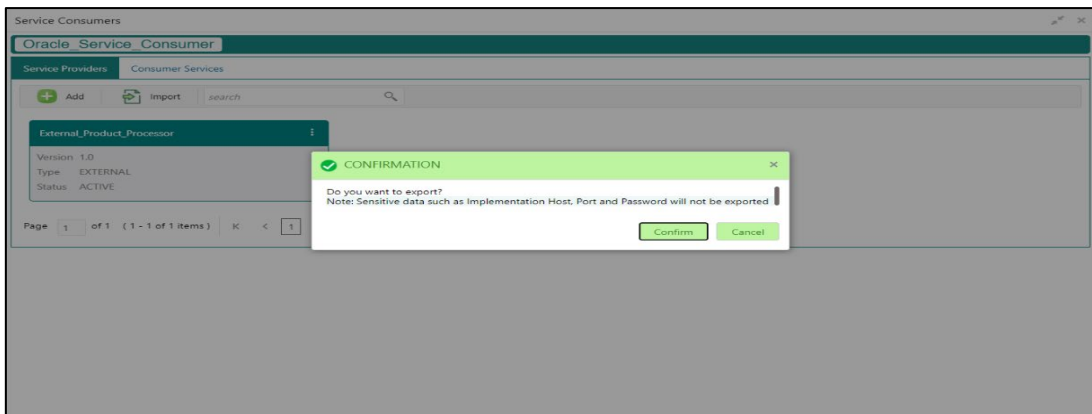 Service Consumers
Oracle_Service_Consumer
Service Providers Consumer Services
Add Import search
External_Product_Processor
Version 1.0
Type EXTERNAL
Status ACTIVE
Page 1 of 1 (1 - 1 of 1 items) K < 1
CONFIRMATION
Do you want to export?
Note: Sensitive data such as Implementation Host, Port and Password will not be exported
Confirm Cancel